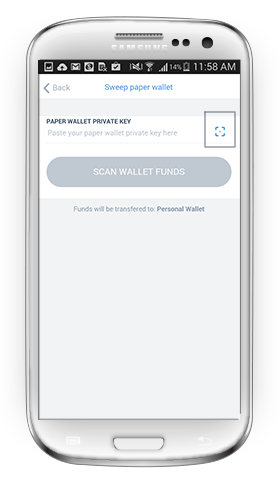 SAMSUNG
14% 11:58 AM
Back
Sweep paper wallet
PAPER WALLET PRIVATE KEY
Paste your paper wallet private key here
SCAN WALLET FUNDS
Funds will be transfered to: Personal Wallet